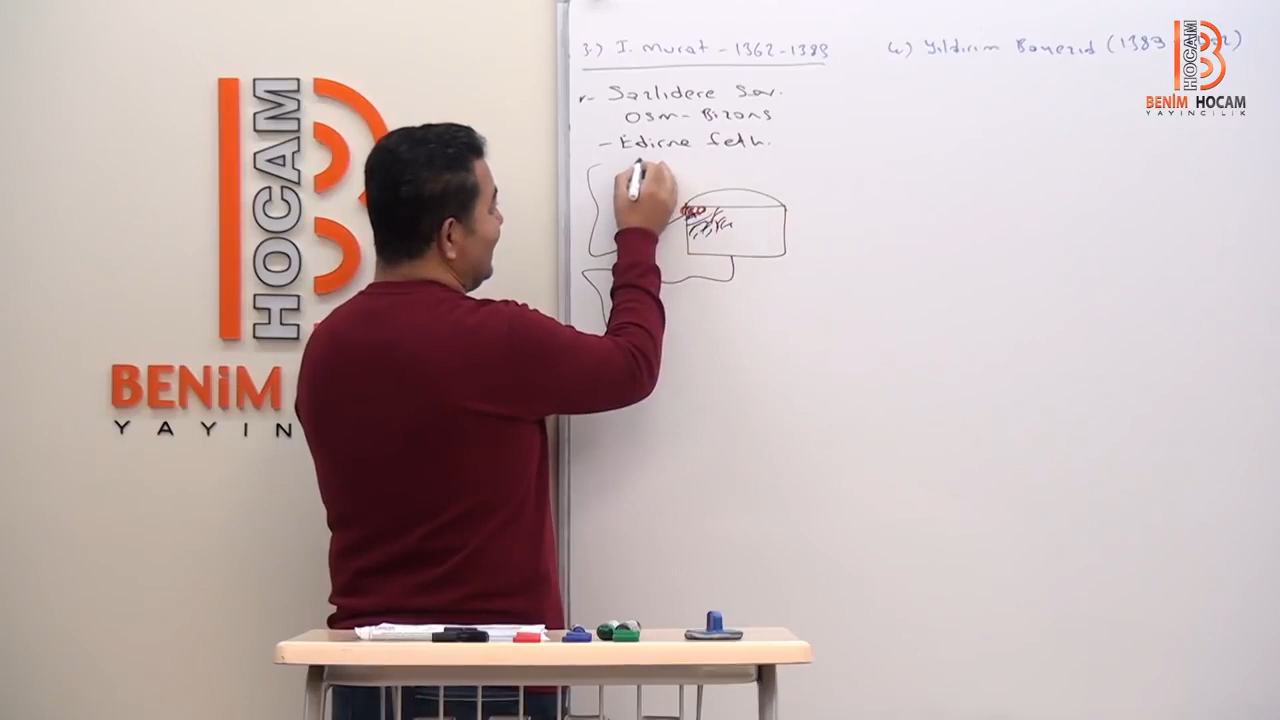 3.) I. Murat - 1362-1389
- Sazlıdere Sav.
Osm - Bizans
- Edirne feth.
4) Yıldırım Bayezid (1389
HOCAM
BENİM
YAYIN
HOCAM
BENİM HOCAM
YAYINCILIK